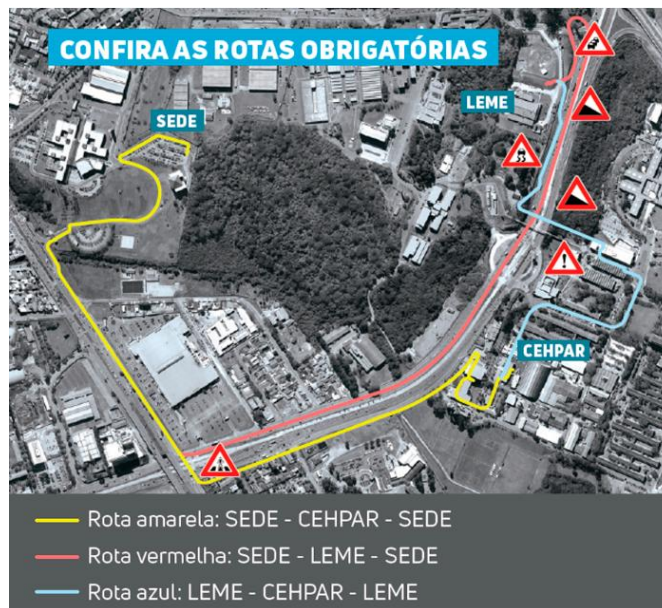 CONFIRA AS ROTAS OBRIGATÓRIAS
LEME
SEDE
!
CEHPAR
Rota amarela: SEDE - CEHPAR - SEDE
Rota vermelha: SEDE - LEME - SEDE
Rota azul: LEME - CEHPAR - LEME